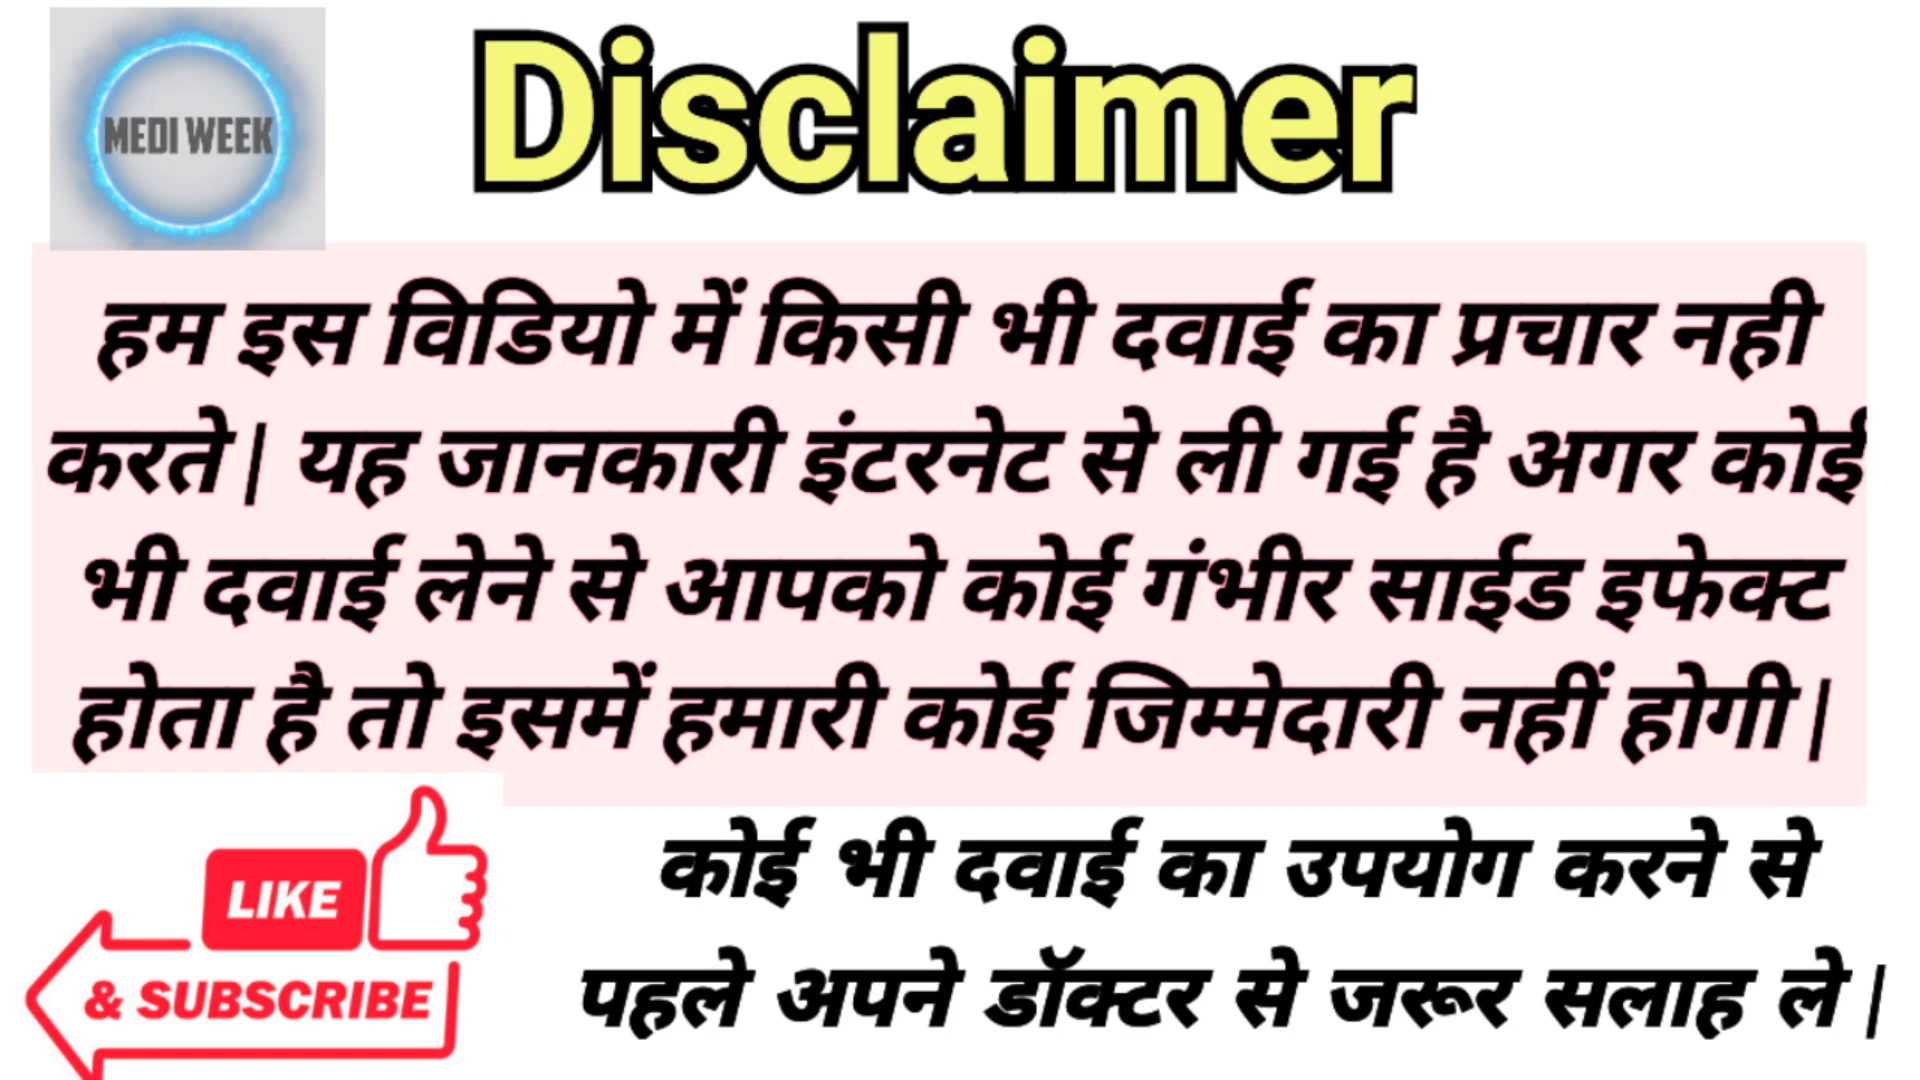 MEDI WEEK
Disclaimer
हम इस विडियो में किसी भी दवाई का प्रचार नही
करते| यह जानकारी इंटरनेट से ली गई है अगर कोई
भी दवाई लेने से आपको कोई गंभीर साईड इफेक्ट
होता है तो इसमें हमारी कोई जिम्मेदारी नहीं होगी|
कोई भी दवाई का उपयोग करने से
पहले अपने डॉक्टर से जरूर सलाह ले|
LIKE
& SUBSCRIBE